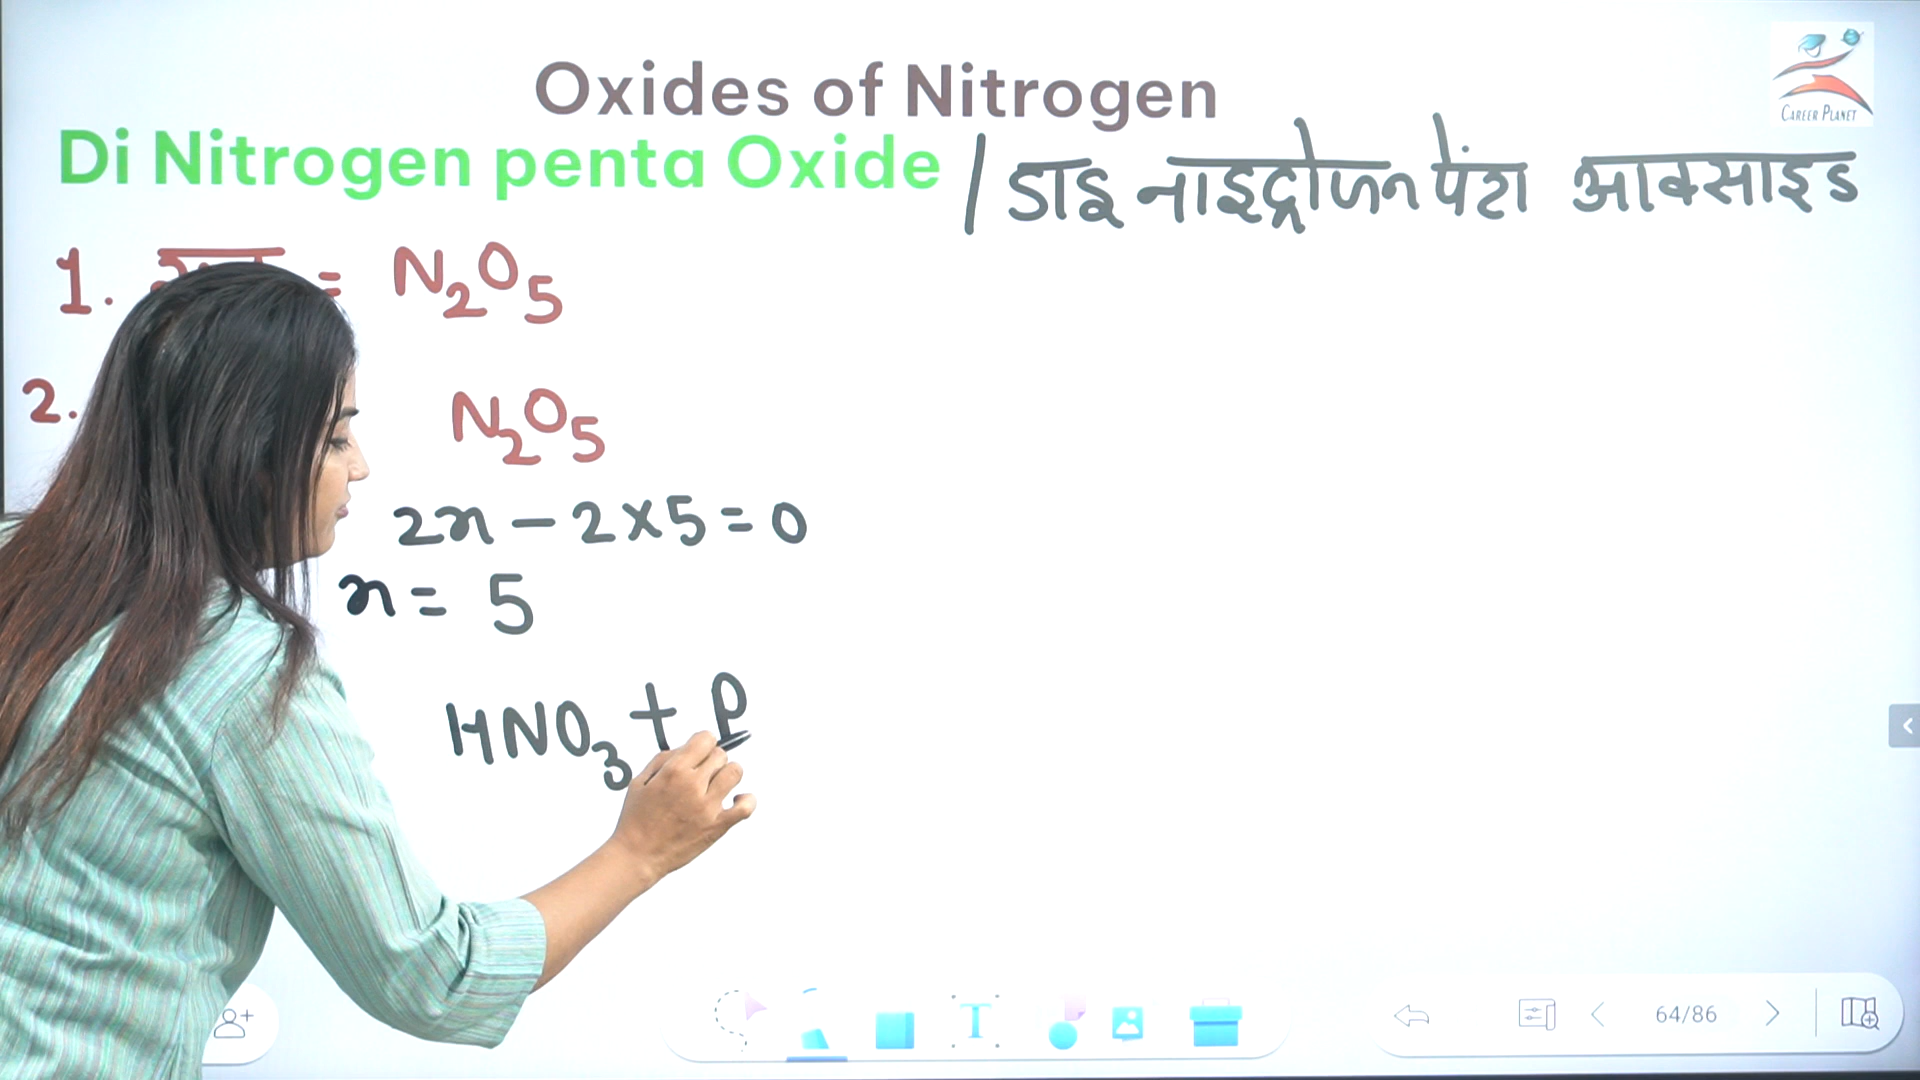 Oxides of Nitrogen
CAREER PLANET
Di Nitrogen penta Oxide / डाइ नाइट्रोजन पेंटा आक्साइड
1. = N₂O₅
2. N₂O₅
2x - 2×5 = 0
x = 5
HNO₃ + P
T
64/86